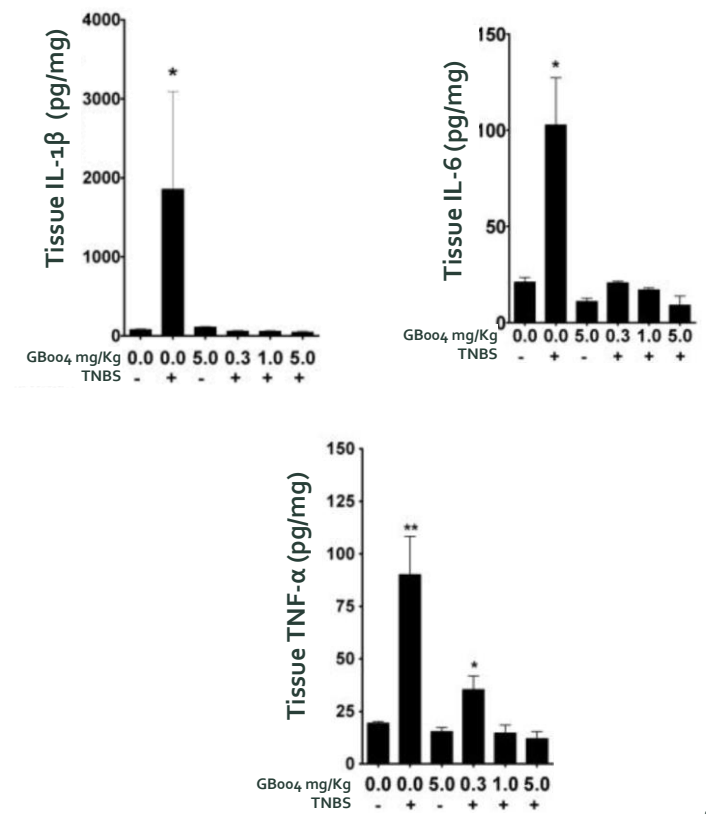 Tissue IL-1β (pg/mg)
4000
3000
2000
1000
0
*
GB004 mg/Kg 0.0 0.0 5.0 0.3 1.0 5.0
TNBS - + - + + +
Tissue IL-6 (pg/mg)
150
100
50
0
*
GB004 mg/Kg 0.0 0.0 5.0 0.3 1.0 5.0
TNBS - + - + + +
Tissue TNF-α (pg/mg)
150
125
100
75
50
25
0
**
*
GB004 mg/Kg 0.0 0.0 5.0 0.3 1.0 5.0
TNBS - + - + + +